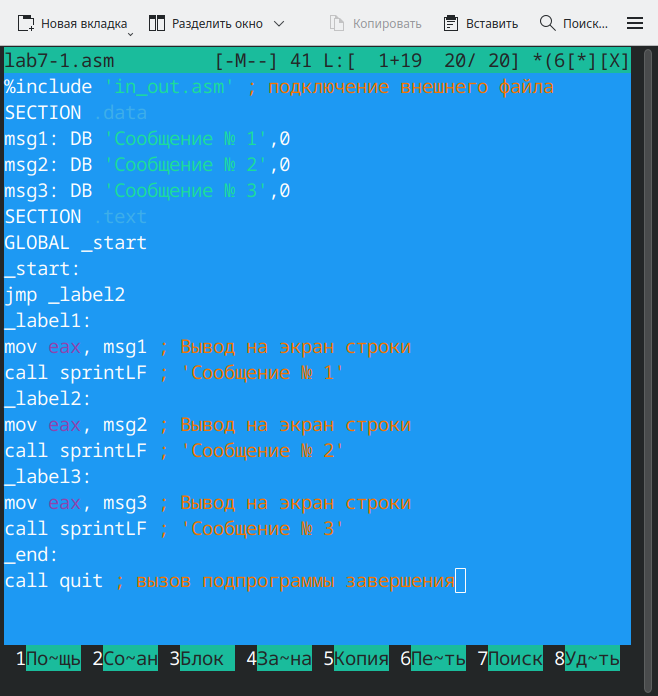 Новая вкладка Разделить окно Копировать Вставить Поиск...
lab7-1.asm [-M--] 41 L:[ 1+19 20/ 20] *(6[*][X]
%include 'in_out.asm' ; подключение внешнего файла
SECTION .data
msg1: DB 'Сообщение № 1',0
msg2: DB 'Сообщение № 2',0
msg3: DB 'Сообщение № 3',0
SECTION .text
GLOBAL _start
_start:
jmp _label2
_label1:
mov eax, msg1 ; Вывод на экран строки
call sprintLF ; 'Сообщение № 1'
_label2:
mov eax, msg2 ; Вывод на экран строки
call sprintLF ; 'Сообщение № 2'
_label3:
mov eax, msg3 ; Вывод на экран строки
call sprintLF ; 'Сообщение № 3'
_end:
call quit ; вызов подпрограммы завершения
1По~щь 2Со~ан 3Блок 4За~на 5Копия 6Пе~ть 7Поиск 8Уд~ть